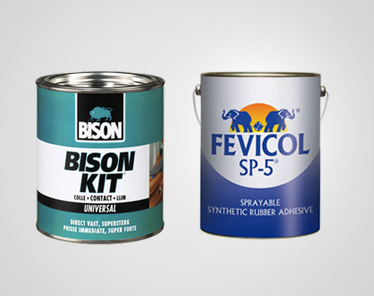 BISON
BISON
KIT
COLLE • CONTACT • LIJM
UNIVERSAL
DIRECT VAST, SUPERSTERK
PRISE IMMEDIATE, SUPER FORTE
FEVICOL®
SP-5®
SPRAYABLE
SYNTHETIC RUBBER ADHESIVE